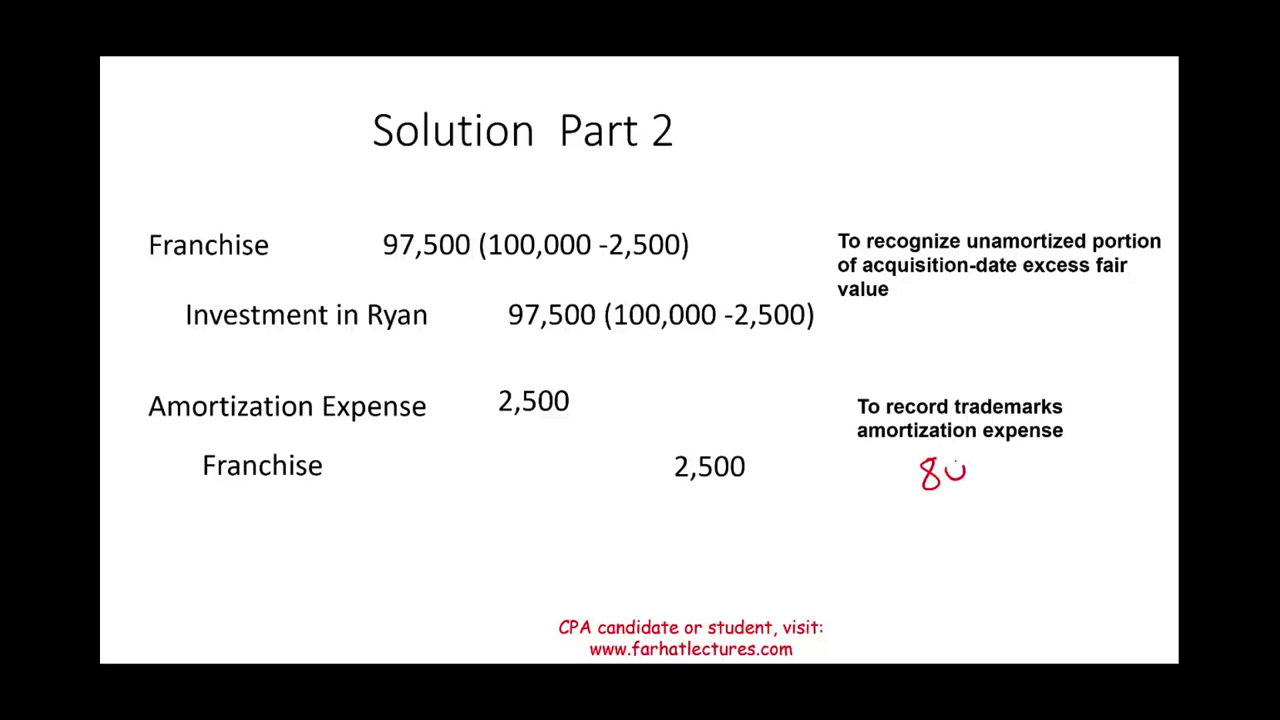 Solution Part 2
Franchise 97,500 (100,000 -2,500)
To recognize unamortized portion
of acquisition-date excess fair
value
Investment in Ryan 97,500 (100,000 -2,500)
Amortization Expense 2,500
To record trademarks
amortization expense
Franchise 2,500
CPA candidate or student, visit:
www.farhatlectures.com